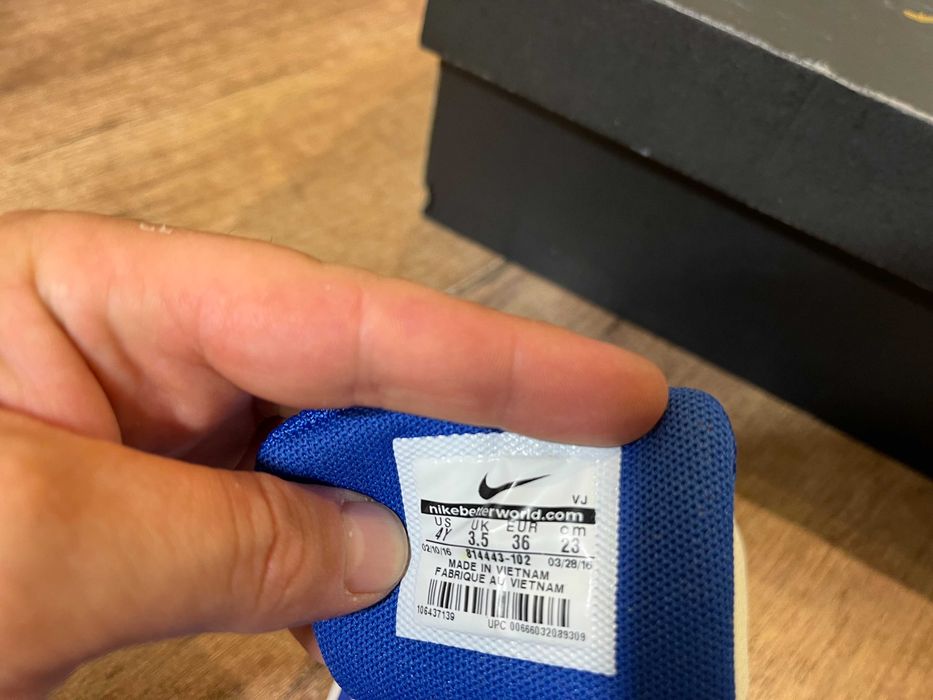 VJ
nikebetterworld.com
US UK EUR cm
4Y 3.5 36 23
02/10/16 814443-102 03/28/16
MADE IN VIETNAM
FABRIQUE AU VIETNAM
106437139
UPC 00666032089309